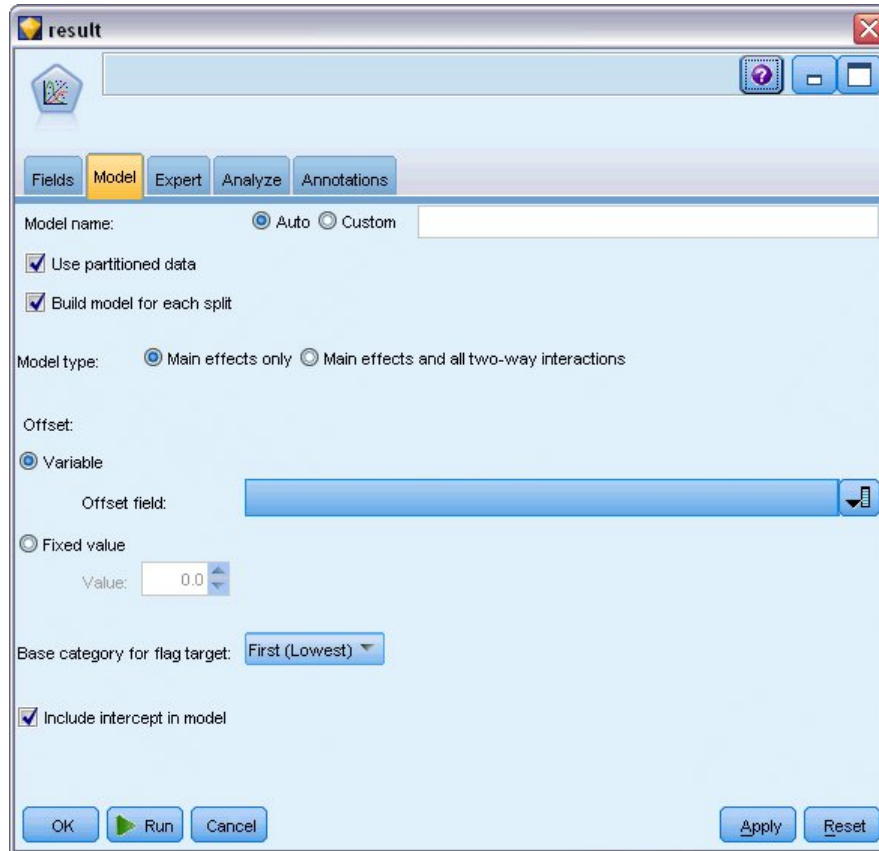 result
?
Fields Model Expert Analyze Annotations
Model name: Auto Custom
Use partitioned data
Build model for each split
Model type: Main effects only Main effects and all two-way interactions
Offset:
Variable
Offset field:
Fixed value
Value: 0.0
Base category for flag target: First (Lowest)
Include intercept in model
OK Run Cancel Apply Reset